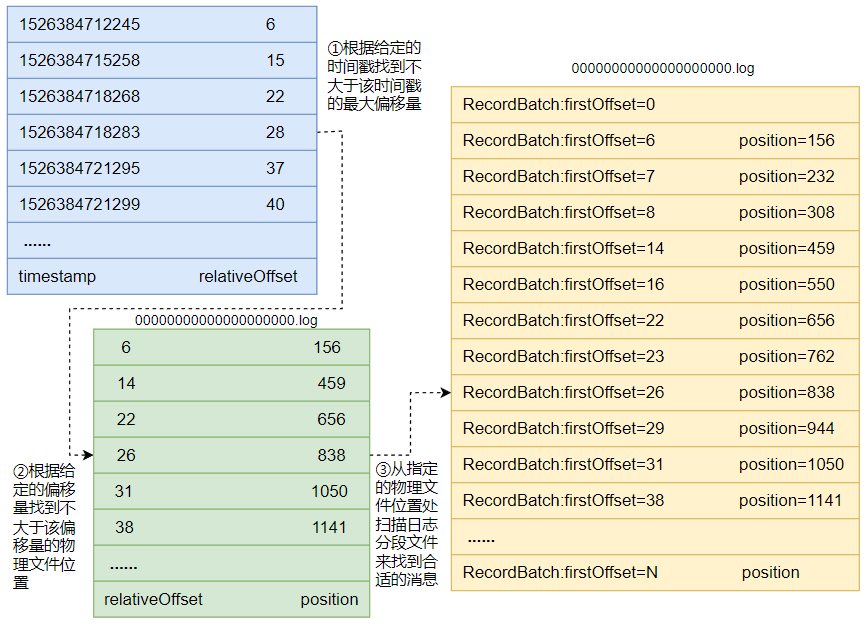 1526384712245 6
1526384715258 15
1526384718268 22
1526384718283 28
1526384721295 37
1526384721299 40
......
timestamp relativeOffset
①根据给定的
时间戳找到不
大于该时间戳
的最大偏移量
00000000000000000000.log
6 156
14 459
22 656
26 838
31 1050
38 1141
......
relativeOffset position
②根据给
定的偏移
量找到不
大于该偏
移量的物
理文件位
置
③从指定
的物理文
件位置处
扫描日志
分段文件
来找到合
适的消息
00000000000000000000.log
RecordBatch:firstOffset=0
RecordBatch:firstOffset=6 position=156
RecordBatch:firstOffset=7 position=232
RecordBatch:firstOffset=8 position=308
RecordBatch:firstOffset=14 position=459
RecordBatch:firstOffset=16 position=550
RecordBatch:firstOffset=22 position=656
RecordBatch:firstOffset=23 position=762
RecordBatch:firstOffset=26 position=838
RecordBatch:firstOffset=29 position=944
RecordBatch:firstOffset=31 position=1050
RecordBatch:firstOffset=38 position=1141
......
RecordBatch:firstOffset=N position